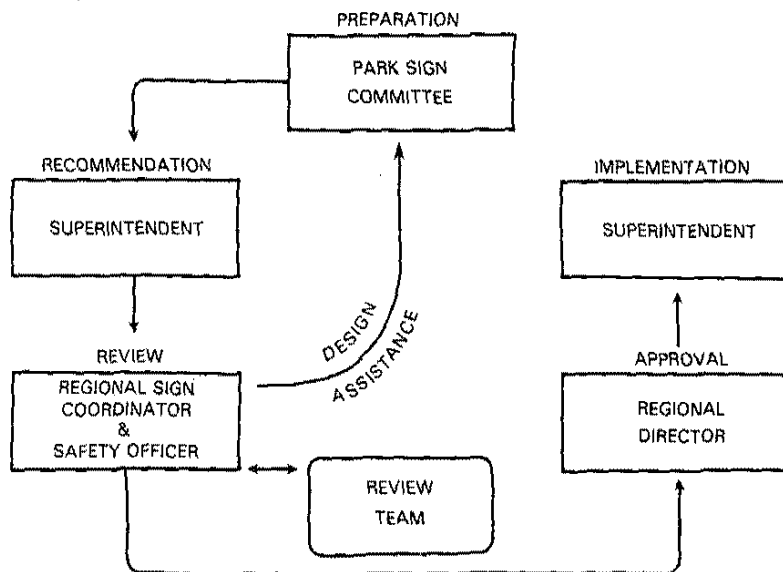 PREPARATION
PARK SIGN
COMMITTEE
RECOMMENDATION
SUPERINTENDENT
IMPLEMENTATION
SUPERINTENDENT
DESIGN
ASSISTANCE
REVIEW
REGIONAL SIGN
COORDINATOR
&
SAFETY OFFICER
REVIEW
TEAM
APPROVAL
REGIONAL
DIRECTOR